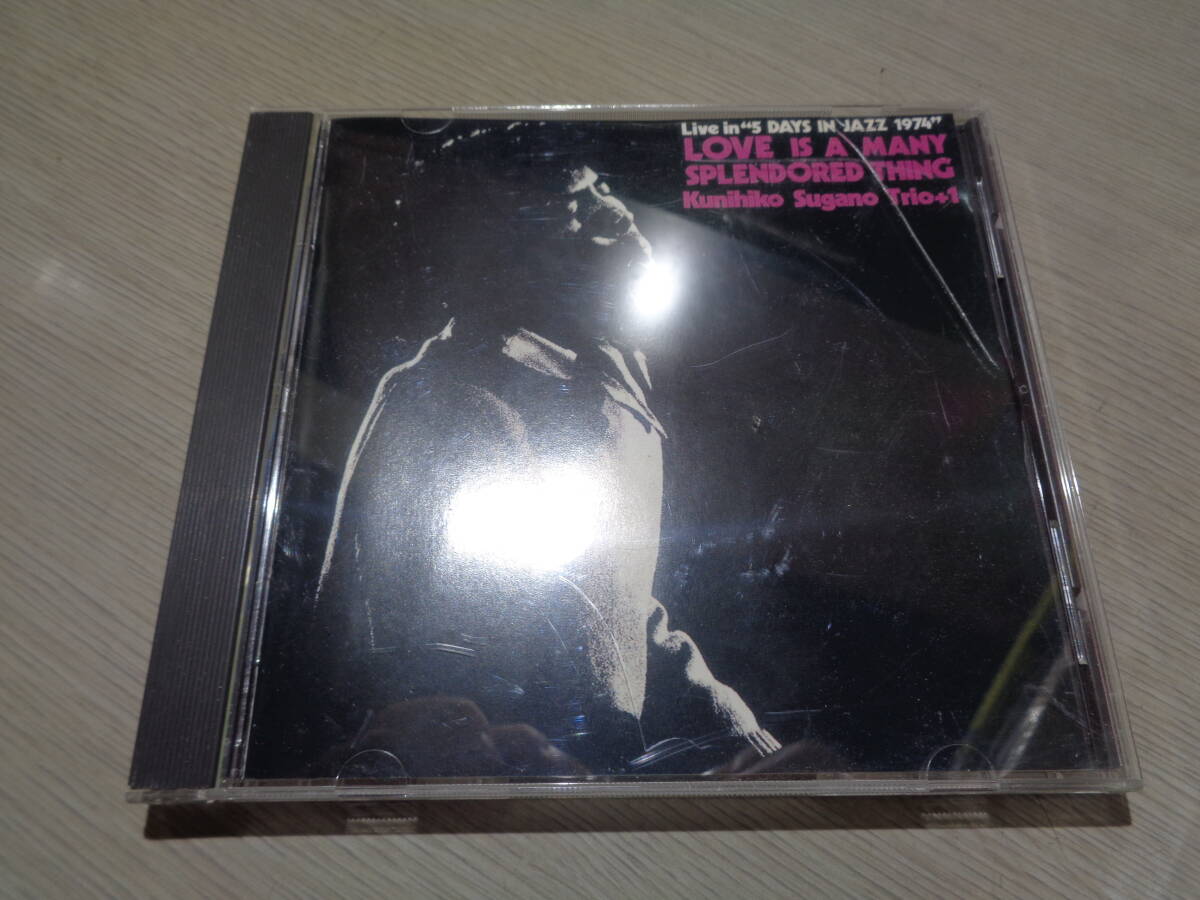 Live in "5 DAYS IN JAZZ 1974"
LOVE IS A MANY
SPLENDORED THING
Kunihiko Sugano Trio+1